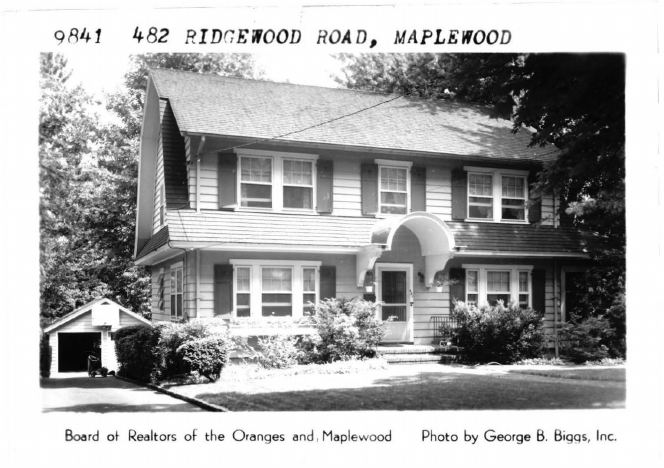 9841 482 RIDGEWOOD ROAD, MAPLEWOOD
Board of Realtors of the Oranges and Maplewood Photo by George B. Biggs, Inc.